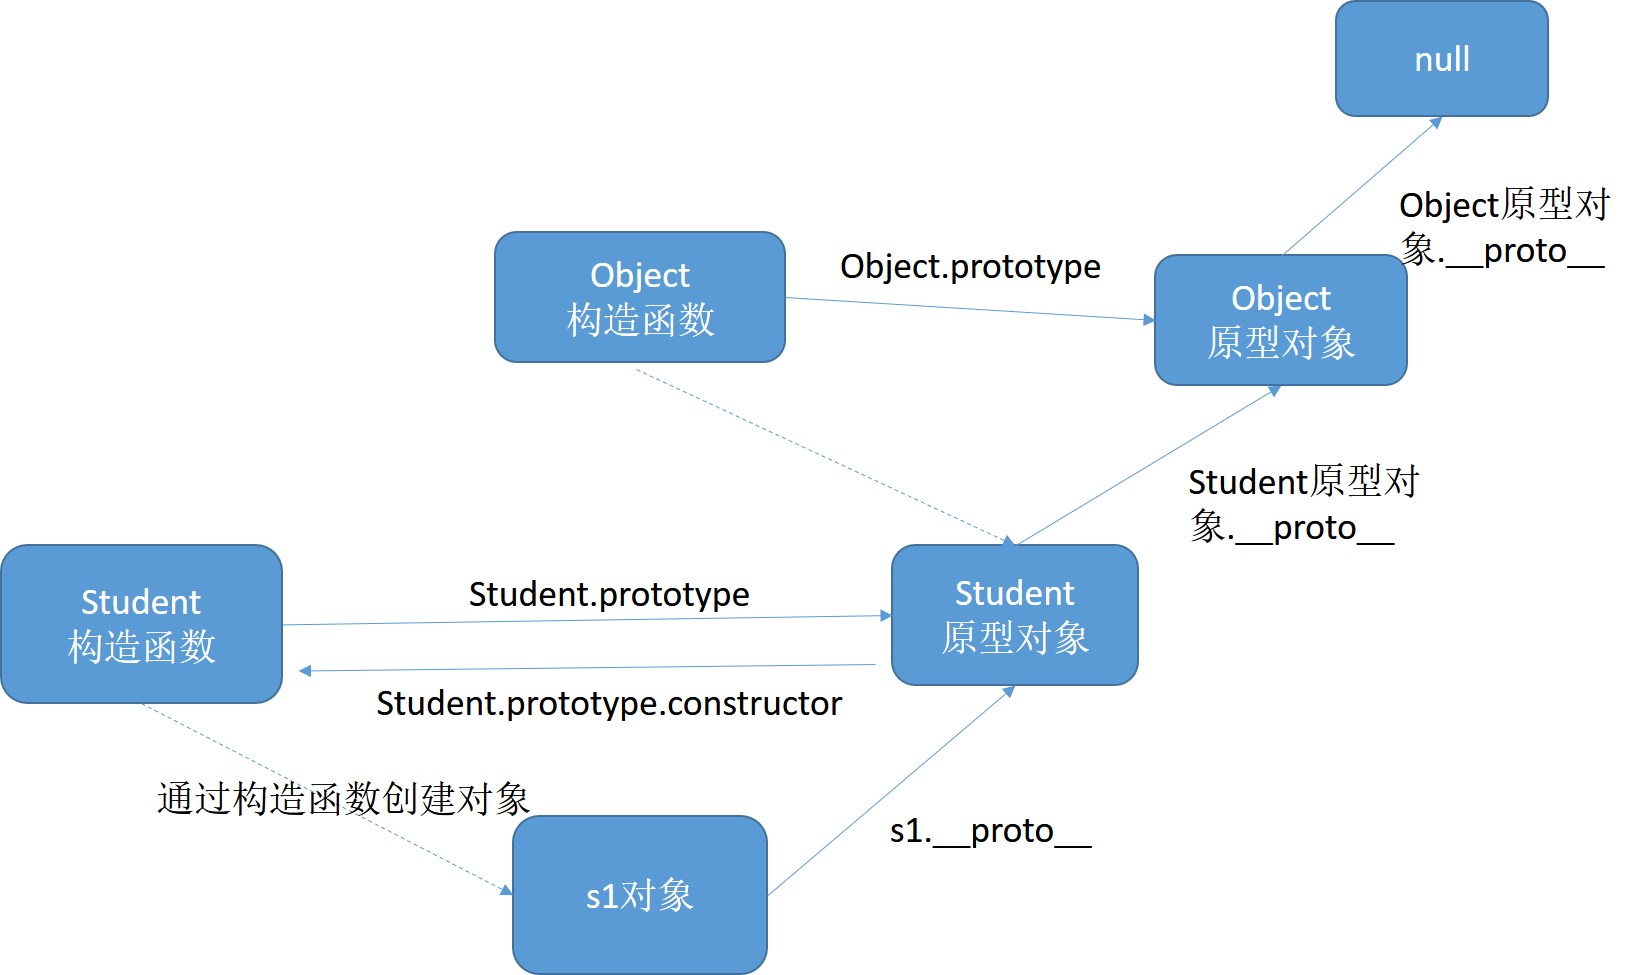 null
Object原型对
象.__proto__
Object
构造函数
Object.prototype
Object
原型对象
Student原型对
象.__proto__
Student
构造函数
Student.prototype
Student
原型对象
Student.prototype.constructor
通过构造函数创建对象
s1.__proto__
s1对象